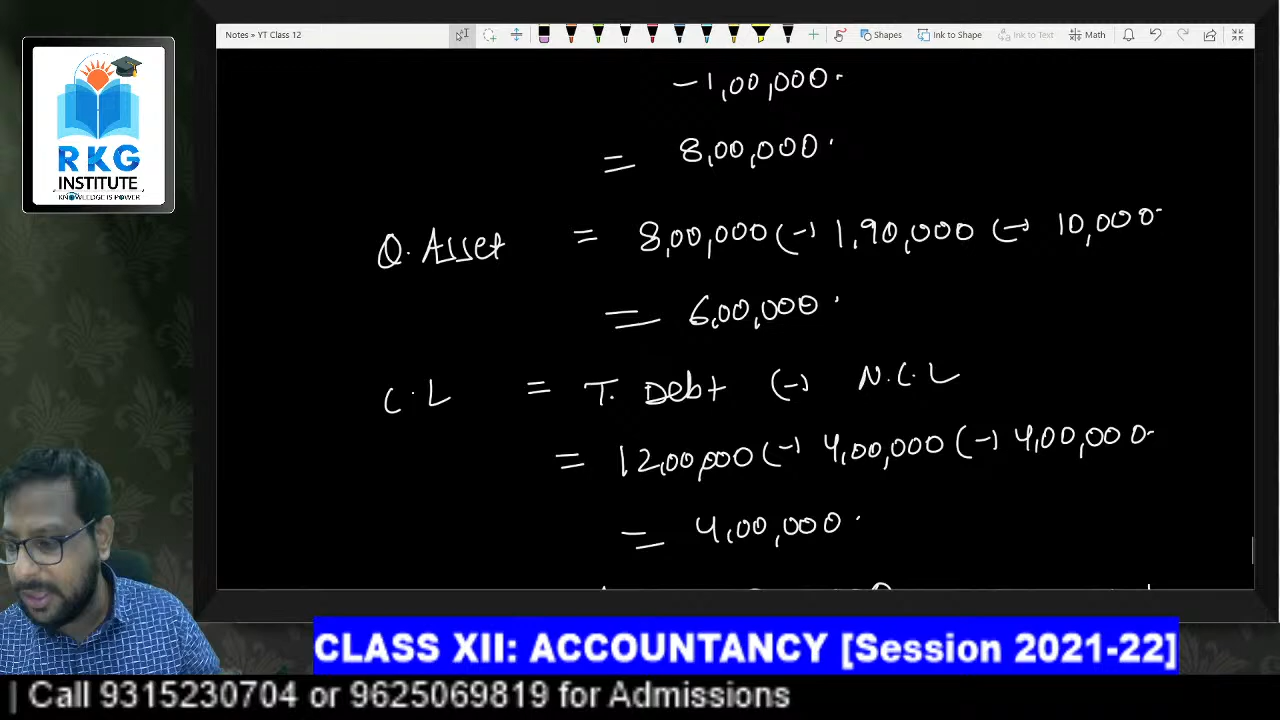 Notes » YT Class 12
Shapes
Ink to Shape
Ink to Text
Math
RKG
INSTITUTE
KNOWLEDGE IS POWER
-1,00,000.
= 8,00,000.
Q. Asset = 8,00,000 (-) 1,90,000 (-) 10,000.
= 6,00,000.
C.L = T. Debt (-) N.C.L
= 12,00,000 (-) 4,00,000 (-) 4,00,000.
= 4,00,000.
CLASS XII: ACCOUNTANCY [Session 2021-22]
| Call 9315230704 or 9625069819 for Admissions